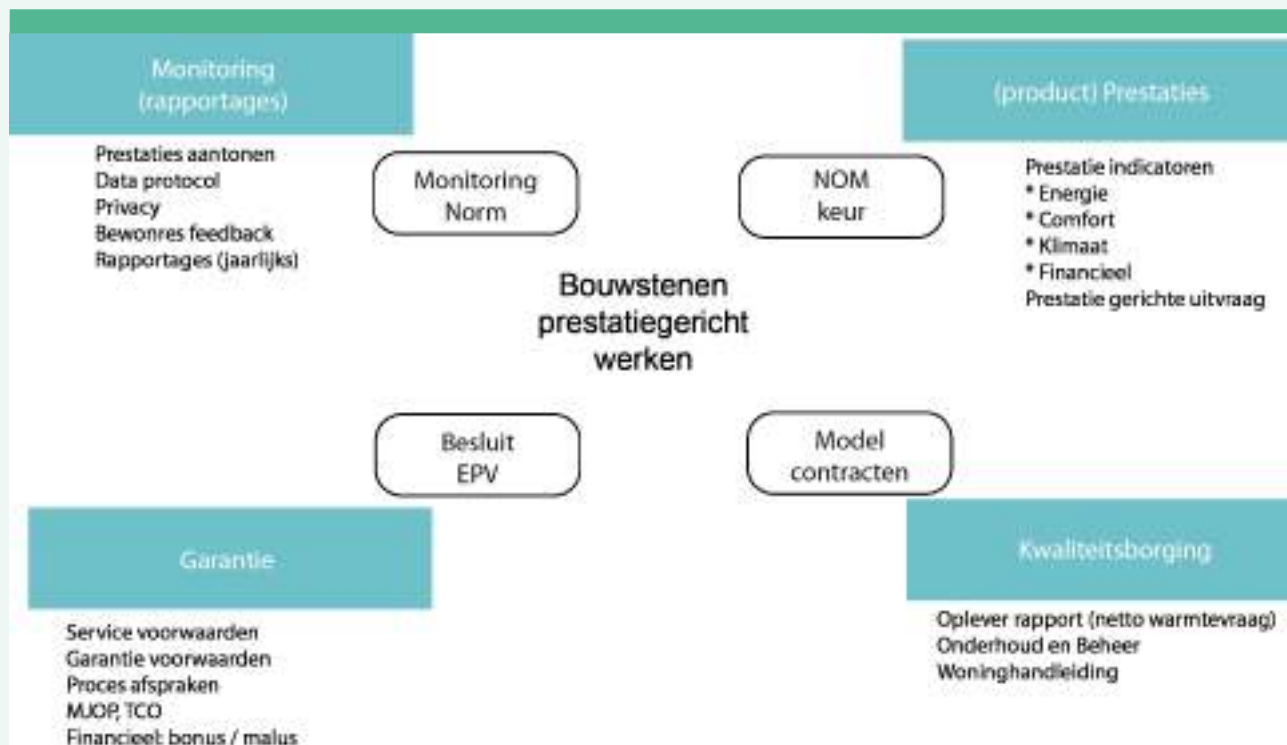 Monitoring
(rapportages)
Prestaties aantonen
Data protocol
Privacy
Bewonres feedback
Rapportages (jaarlijks)
Monitoring
Norm
NOM
keur
(product) Prestaties
Prestatie indicatoren
* Energie
* Comfort
* Klimaat
* Financieel
Prestatie gerichte uitvraag
Bouwstenen
prestatiegericht
werken
Besluit
EPV
Model
contracten
Garantie
Service voorwaarden
Garantie voorwaarden
Proces afspraken
MJOP, TCO
Financieel: bonus / malus
Kwaliteitsborging
Oplever rapport (netto warmtevraag)
Onderhoud en Beheer
Woninghandleiding